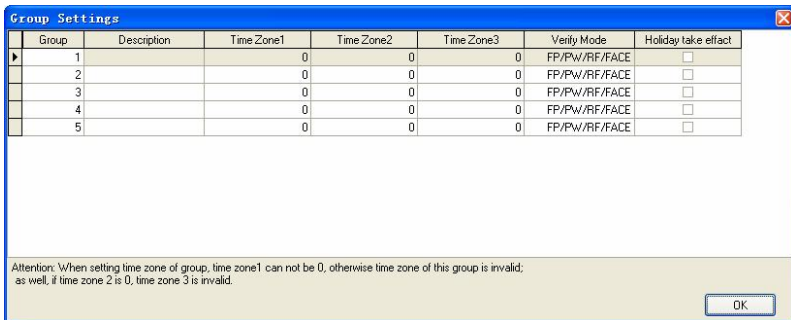 Group Settings
Group Description Time Zone1 Time Zone2 Time Zone3 Verify Mode Holiday take effact
1 0 0 0 FP/PW/RF/FACE
2 0 0 0 FP/PW/RF/FACE
3 0 0 0 FP/PW/RF/FACE
4 0 0 0 FP/PW/RF/FACE
5 0 0 0 FP/PW/RF/FACE
Attention: When setting time zone of group, time zone1 can not be 0, otherwise time zone of this group is invalid;
as well, if time zone 2 is 0, time zone 3 is invalid.
OK